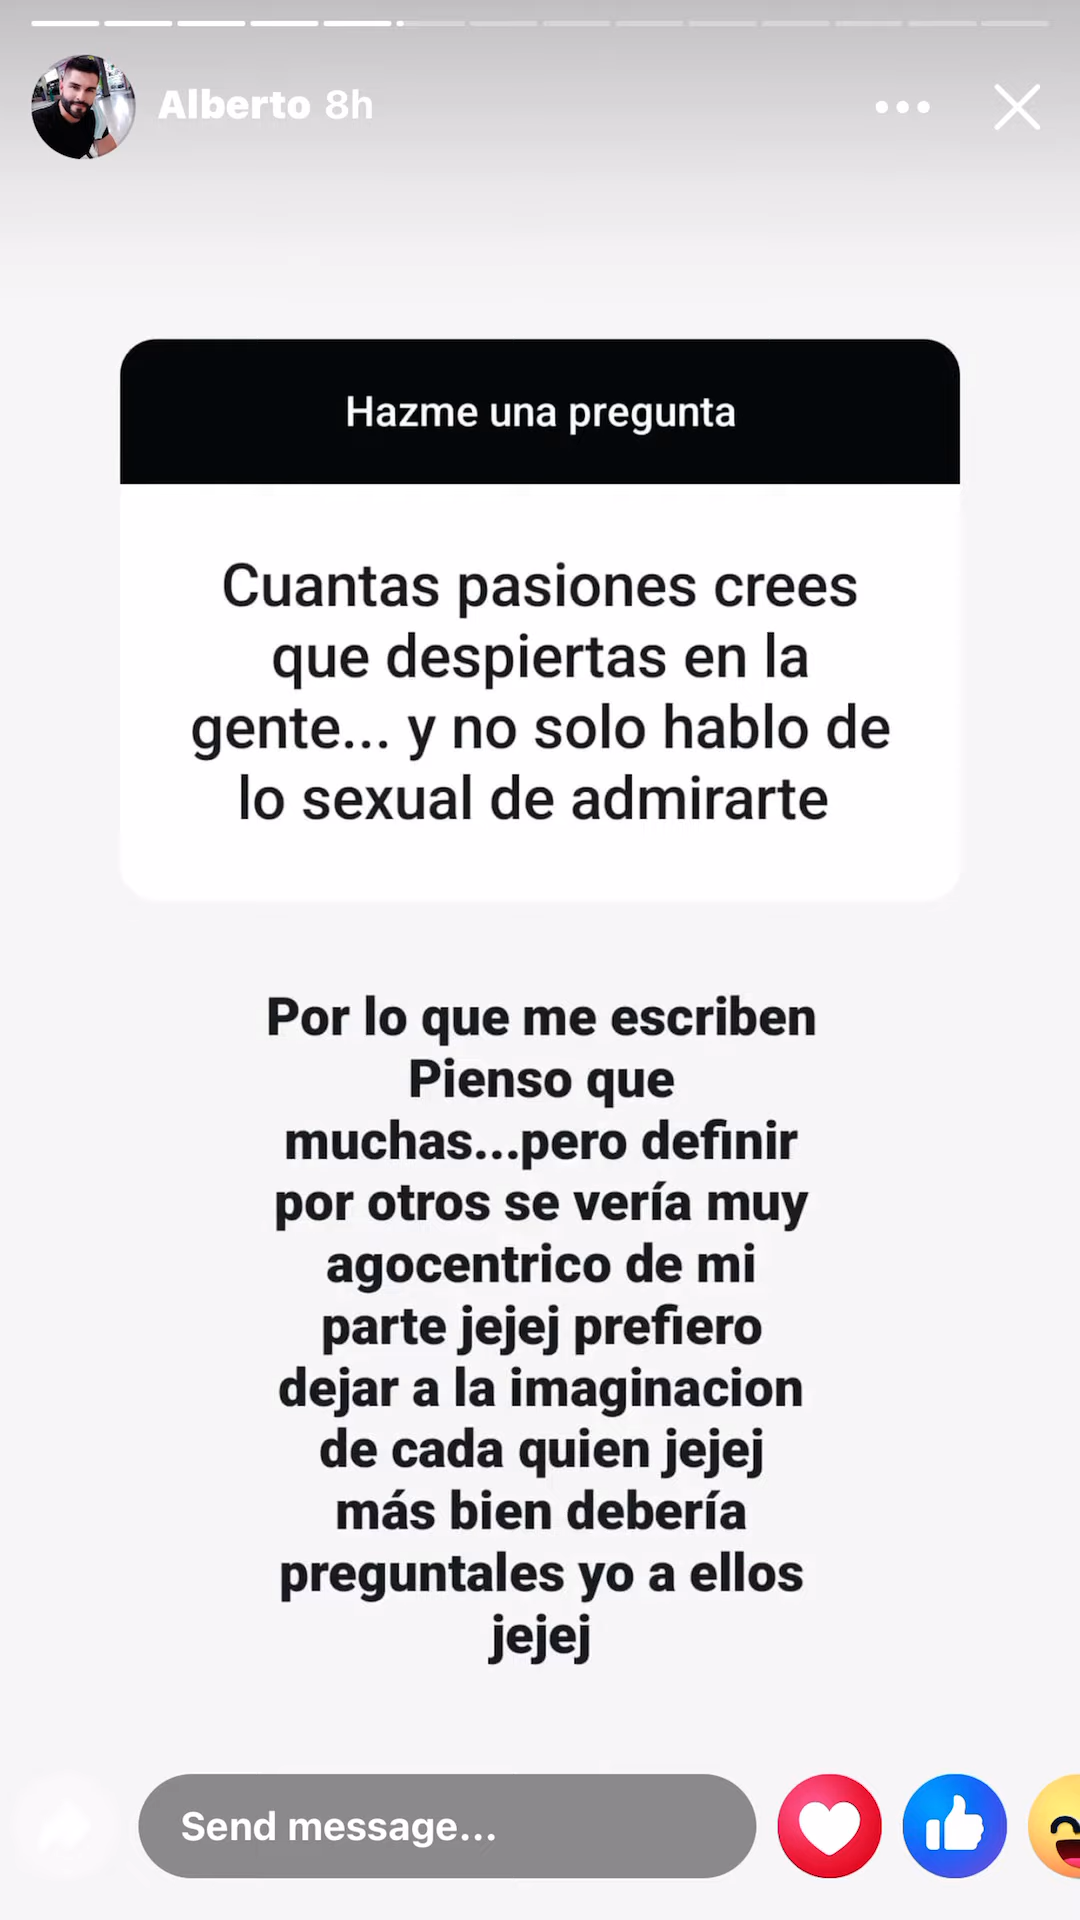 Alberto 8h
Hazme una pregunta
Cuantas pasiones crees
que despiertas en la
gente... y no solo hablo de
lo sexual de admirarte
Por lo que me escriben
Pienso que
muchas...pero definir
por otros se vería muy
agocentrico de mi
parte jejej prefiero
dejar a la imaginacion
de cada quien jejej
más bien debería
preguntales yo a ellos
jejej
Send message...